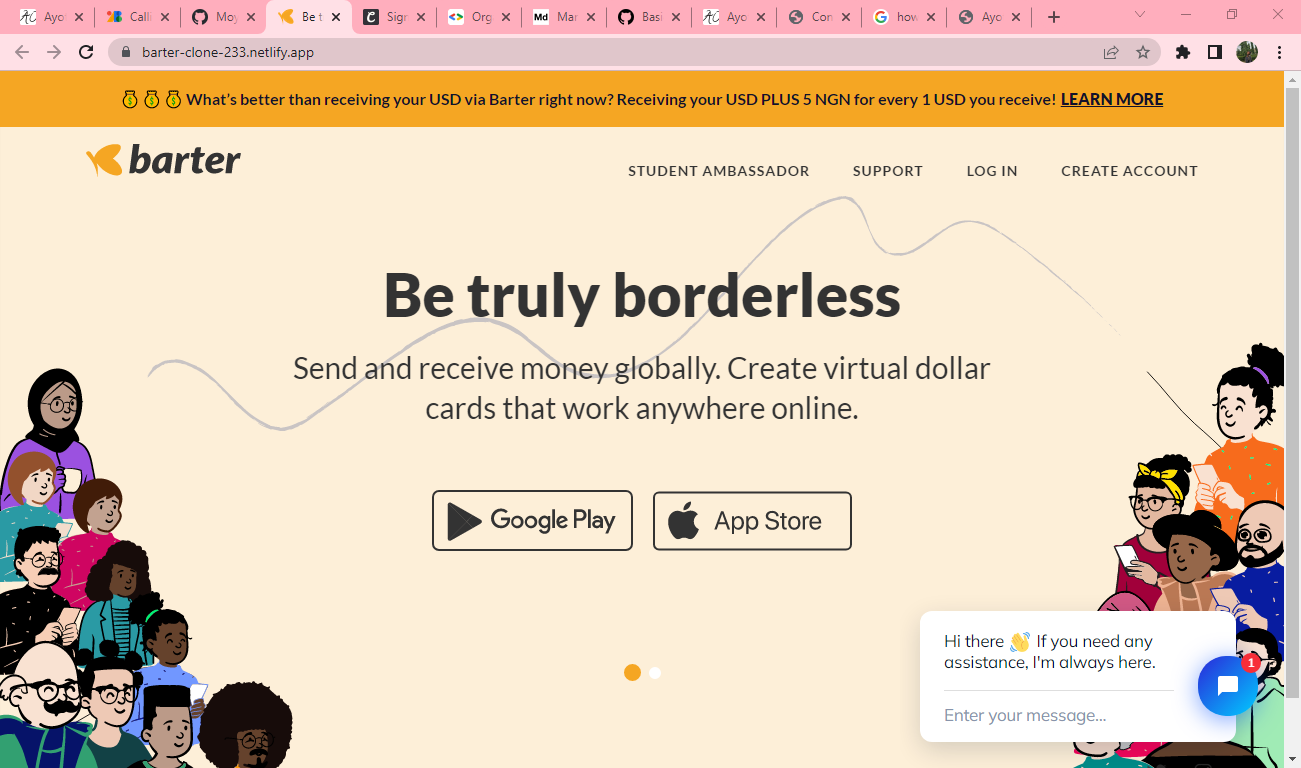 Ayo
Calli
Moy
Be t
Sign
Org
Md
Mar
Basi
Ayo
Con
how
Ayo
barter-clone-233.netlify.app
What's better than receiving your USD via Barter right now? Receiving your USD PLUS 5 NGN for every 1 USD you receive! LEARN MORE
barter
STUDENT AMBASSADOR
SUPPORT
LOG IN
CREATE ACCOUNT
Be truly borderless
Send and receive money globally. Create virtual dollar
cards that work anywhere online.
Google Play
App Store
Hi there 👋 If you need any
assistance, I'm always here.
1
Enter your message...